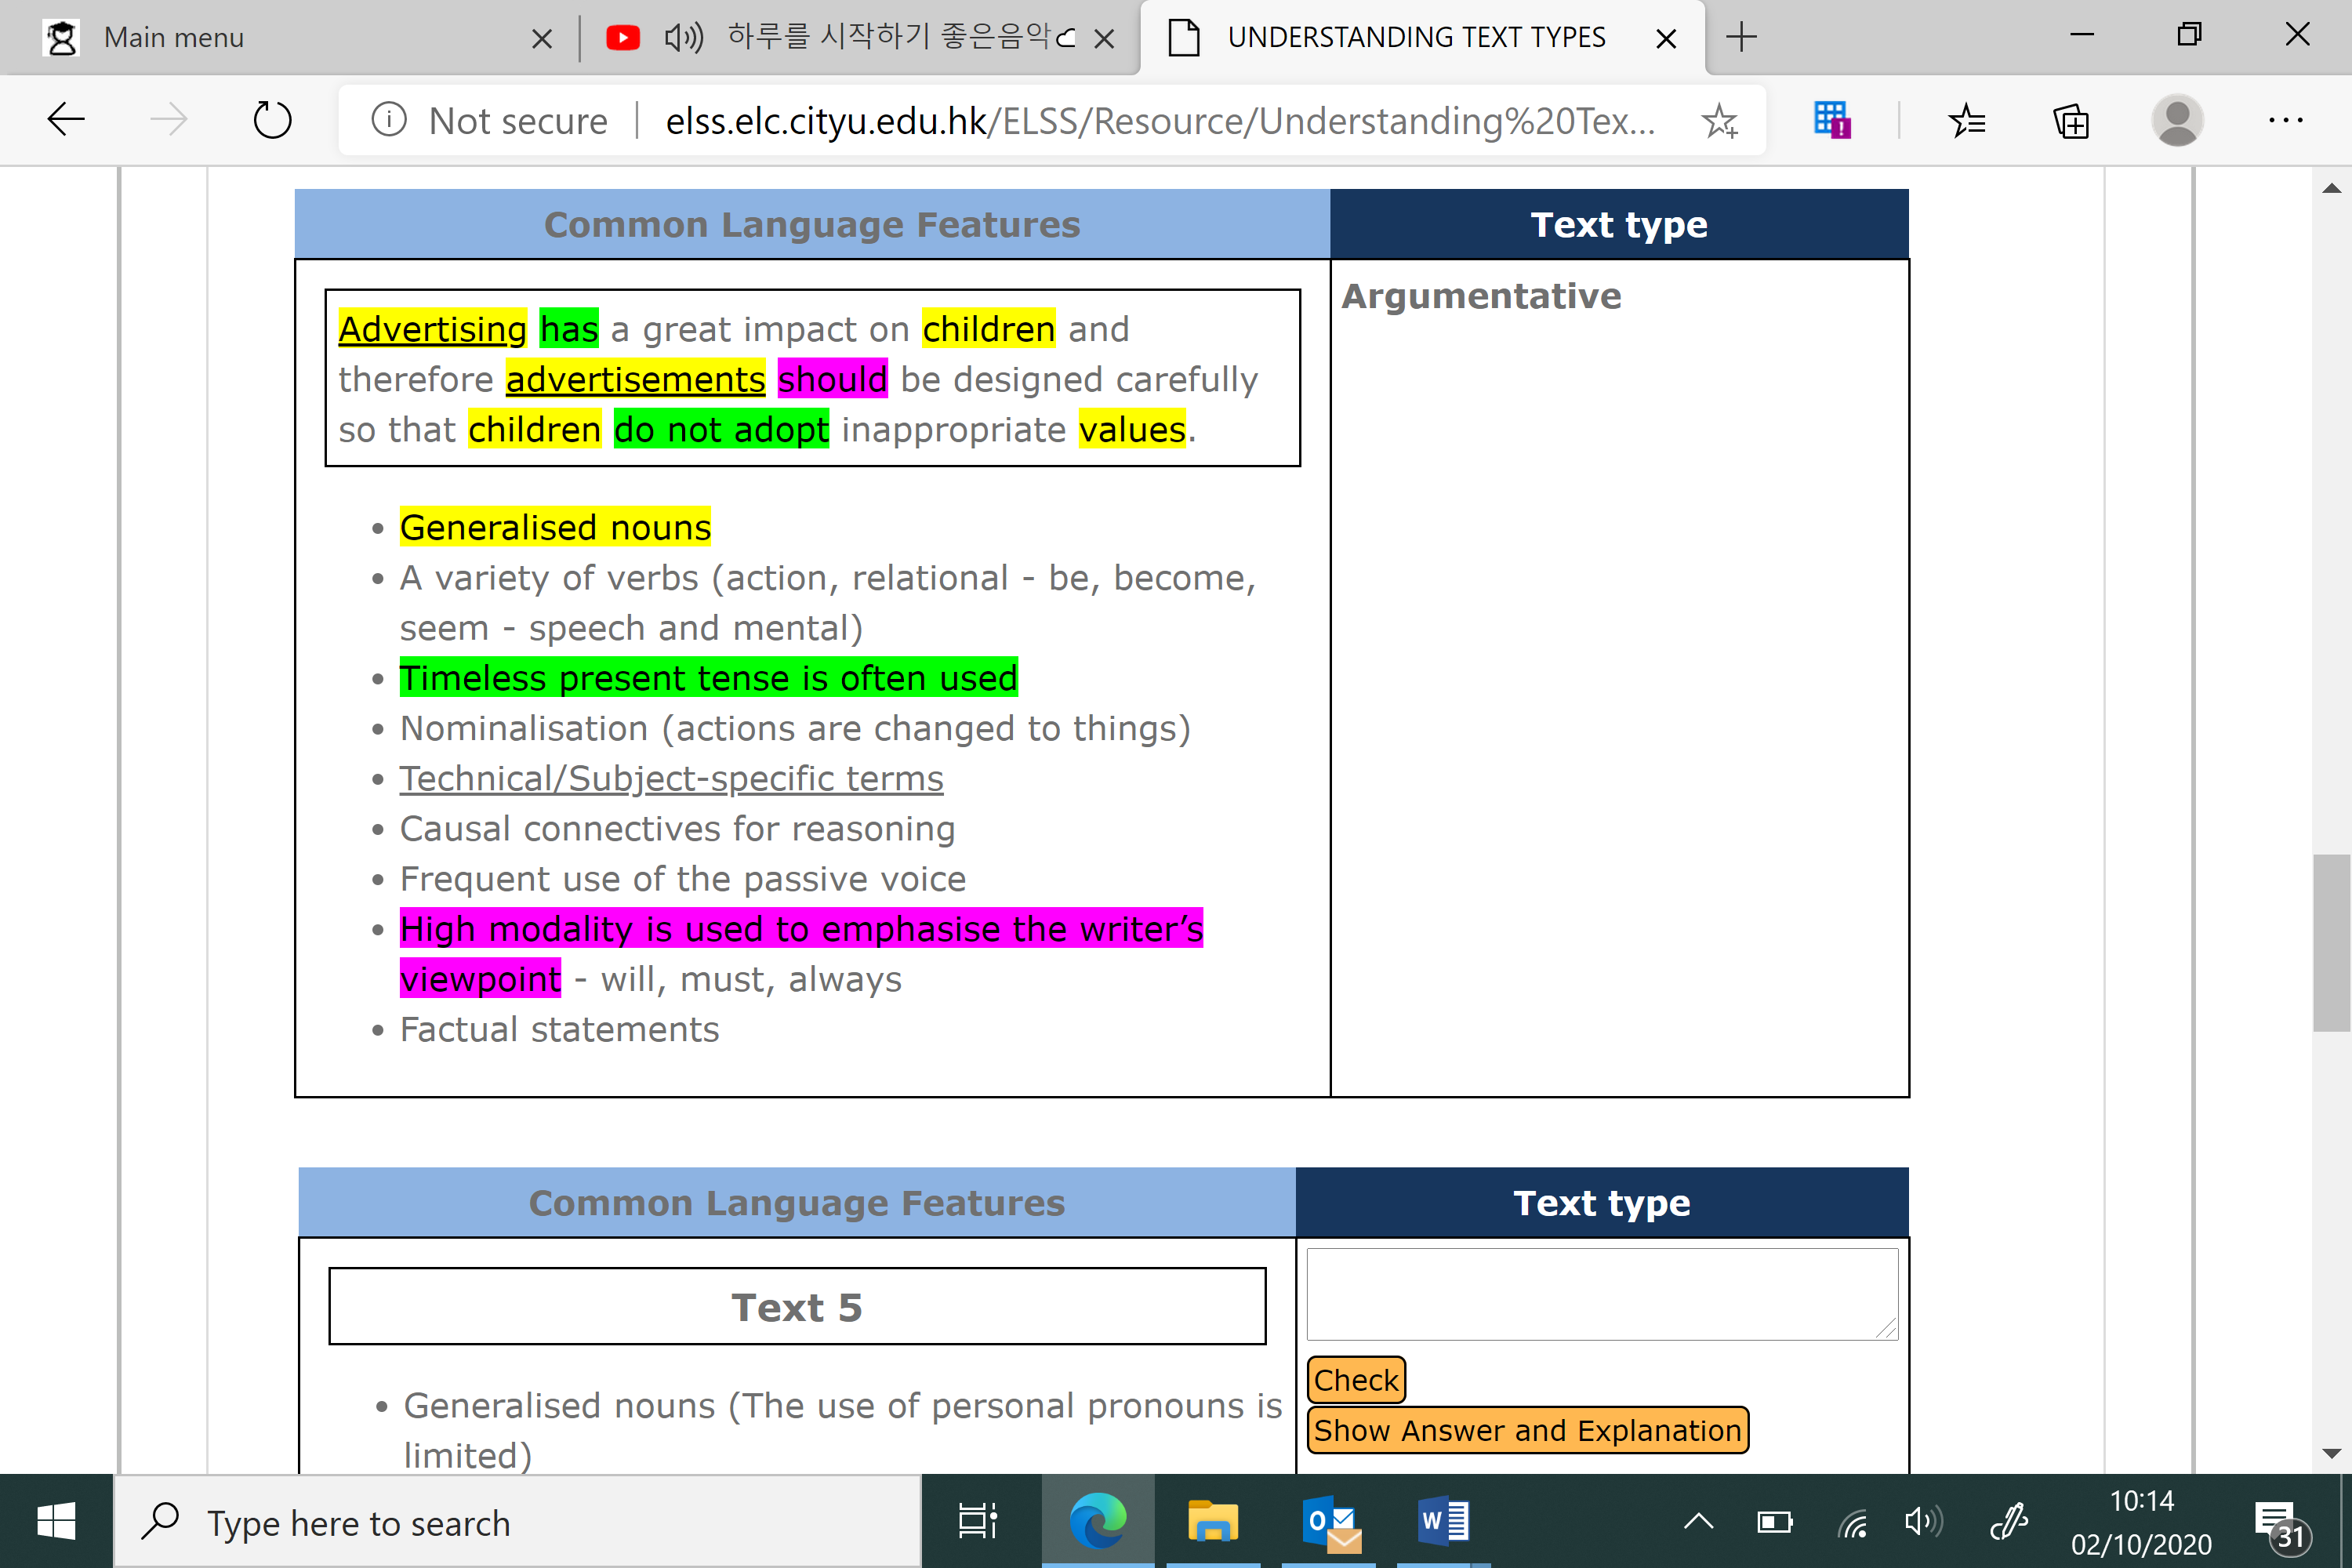 Main menu
하루를 시작하기 좋은음악
UNDERSTANDING TEXT TYPES
Not secure
elss.elc.cityu.edu.hk/ELSS/Resource/Understanding%20Tex...
Common Language Features
Text type
Advertising has a great impact on children and
therefore advertisements should be designed carefully
so that children do not adopt inappropriate values.
Argumentative
• Generalised nouns
• A variety of verbs (action, relational - be, become,
seem - speech and mental)
• Timeless present tense is often used
• Nominalisation (actions are changed to things)
• Technical/Subject-specific terms
• Causal connectives for reasoning
• Frequent use of the passive voice
• High modality is used to emphasise the writer’s
viewpoint - will, must, always
• Factual statements
Common Language Features
Text type
Text 5
• Generalised nouns (The use of personal pronouns is
limited)
Check
Show Answer and Explanation
Type here to search
10:14
02/10/2020
31